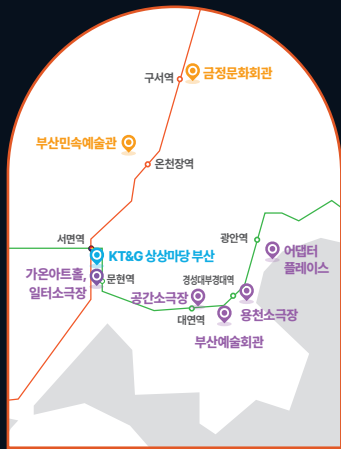 구서역
금정문화회관
부산민속예술관
온천장역
서면역
KT&G 상상마당 부산
광안역
어댑터
플레이스
가온아트홀,
일터소극장
문현역
경성대부경대역
공간소극장
용천소극장
대연역
부산예술회관